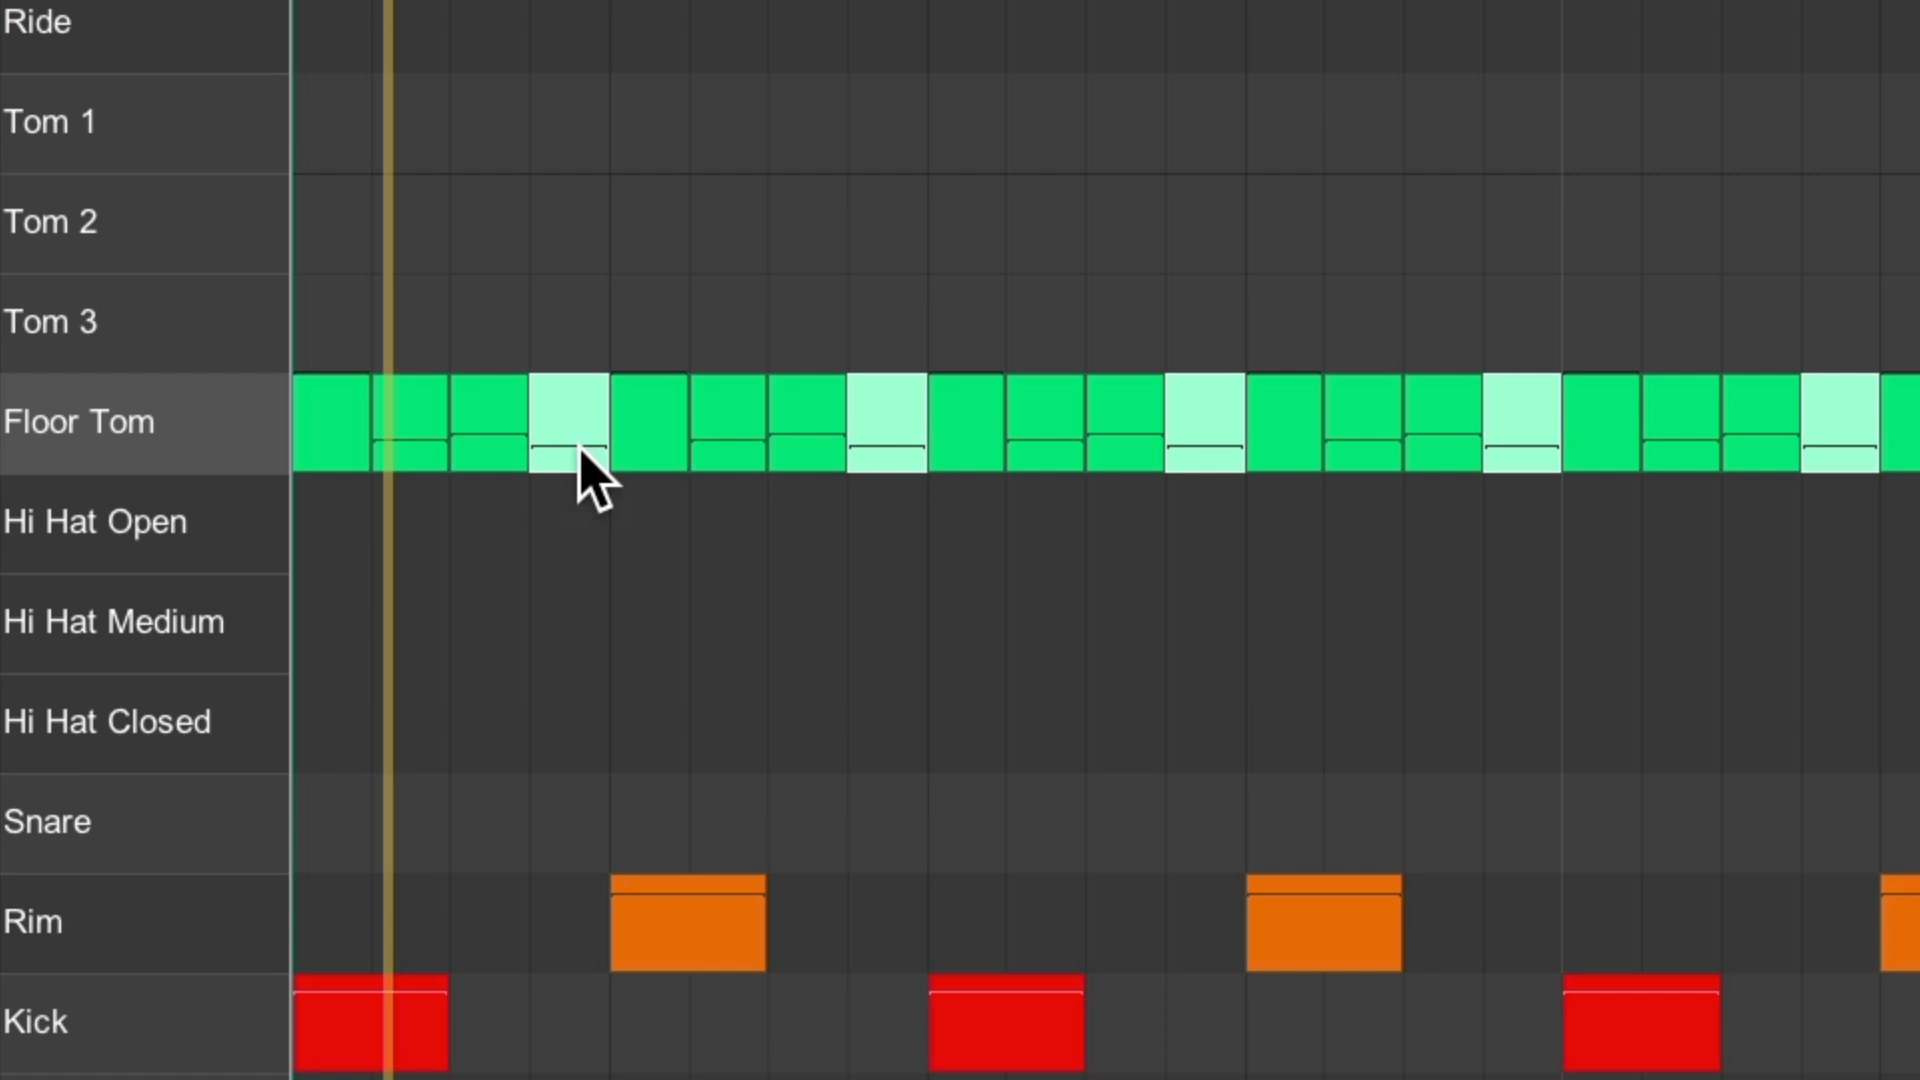 Ride
Tom 1
Tom 2
Tom 3
Floor Tom
Hi Hat Open
Hi Hat Medium
Hi Hat Closed
Snare
Rim
Kick